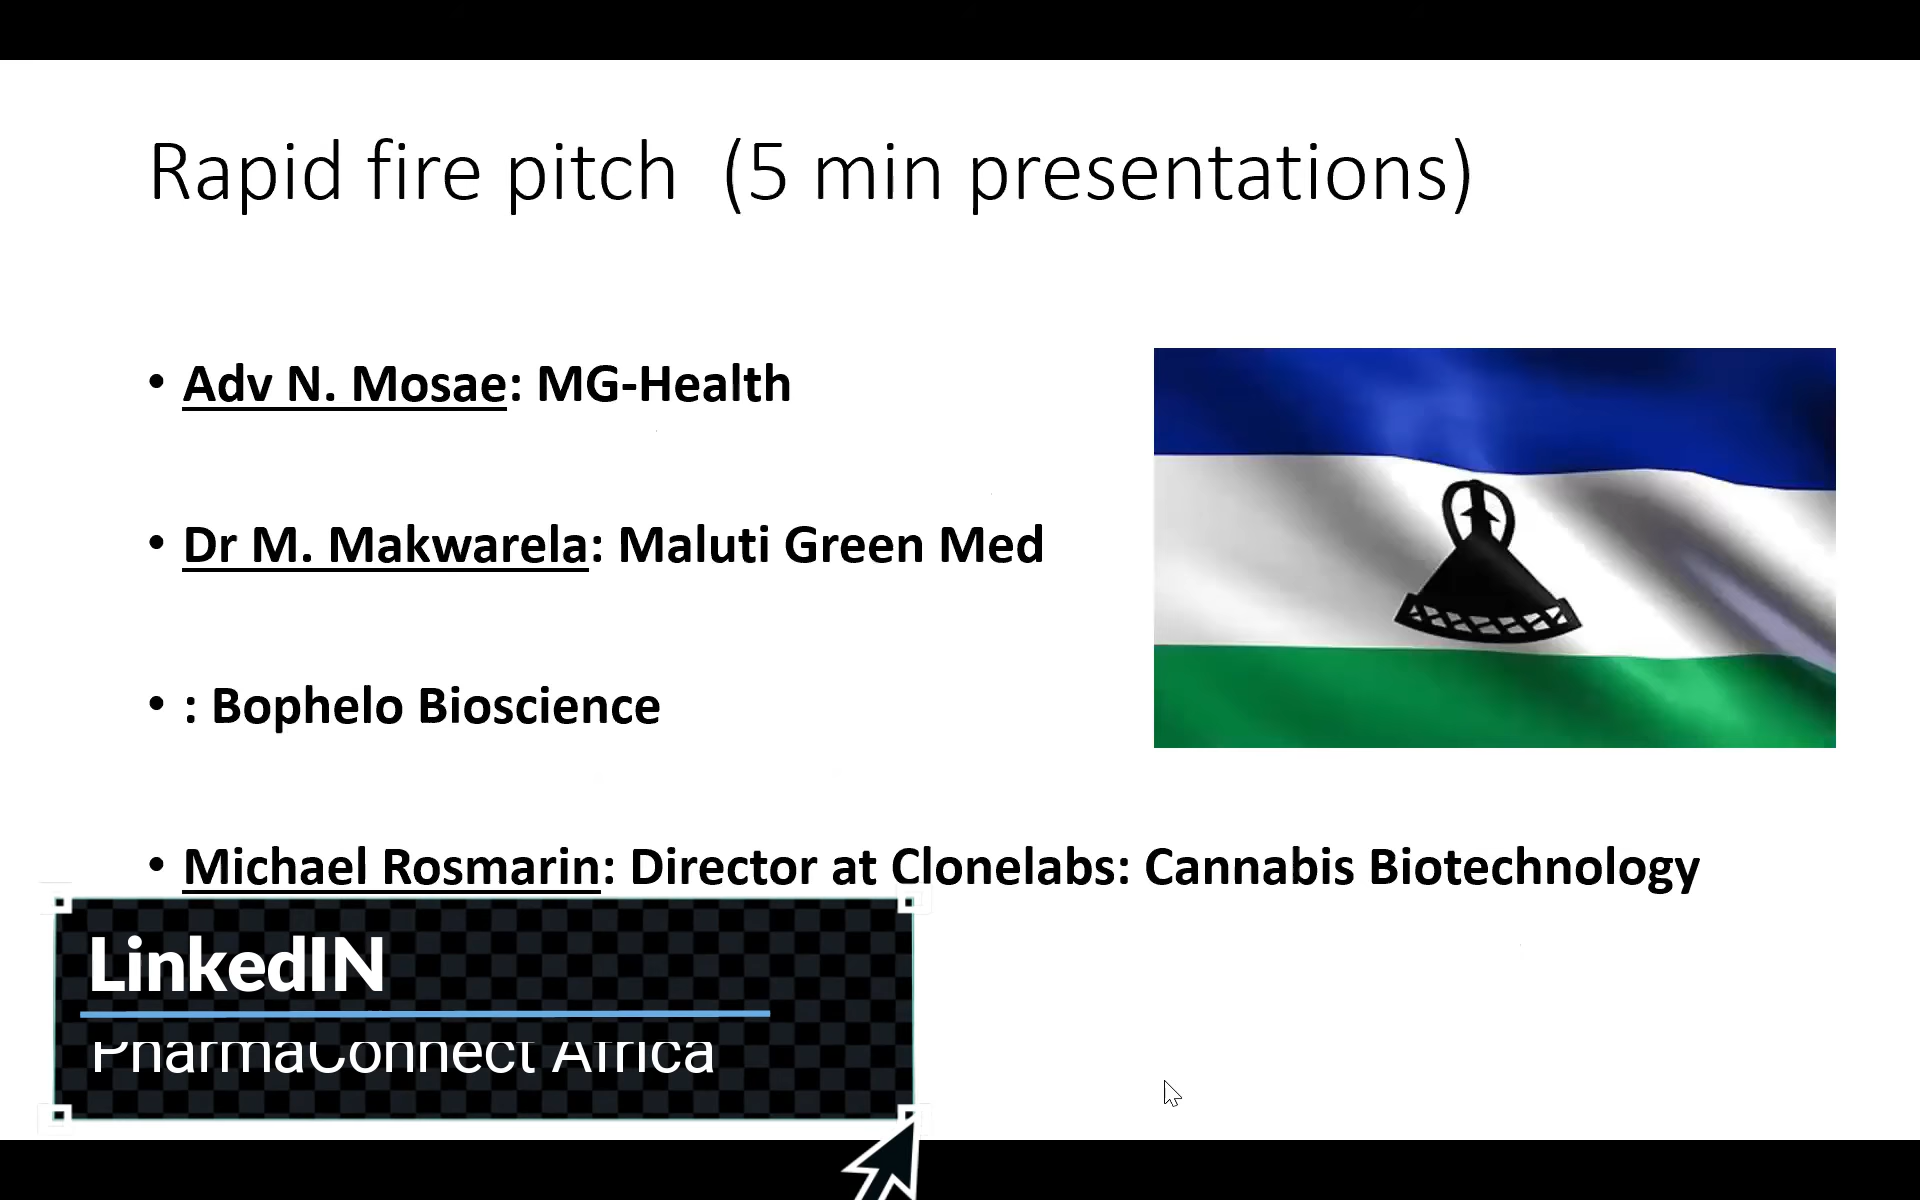 Rapid fire pitch (5 min presentations)
• Adv N. Mosae: MG-Health
• Dr M. Makwarela: Maluti Green Med
• : Bophelo Bioscience
• Michael Rosmarin: Director at Clonelabs: Cannabis Biotechnology
LinkedIN
PharmaConnect Africa